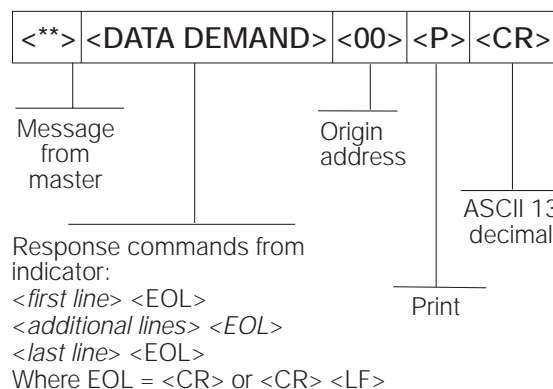 <**> <DATA DEMAND> <00> <P> <CR>
Message
from
master
Origin
address
ASCII 13
decimal
Response commands from
indicator:
<first line> <EOL>
<additional lines> <EOL>
<last line> <EOL>
Where EOL = <CR> or <CR> <LF>
Print